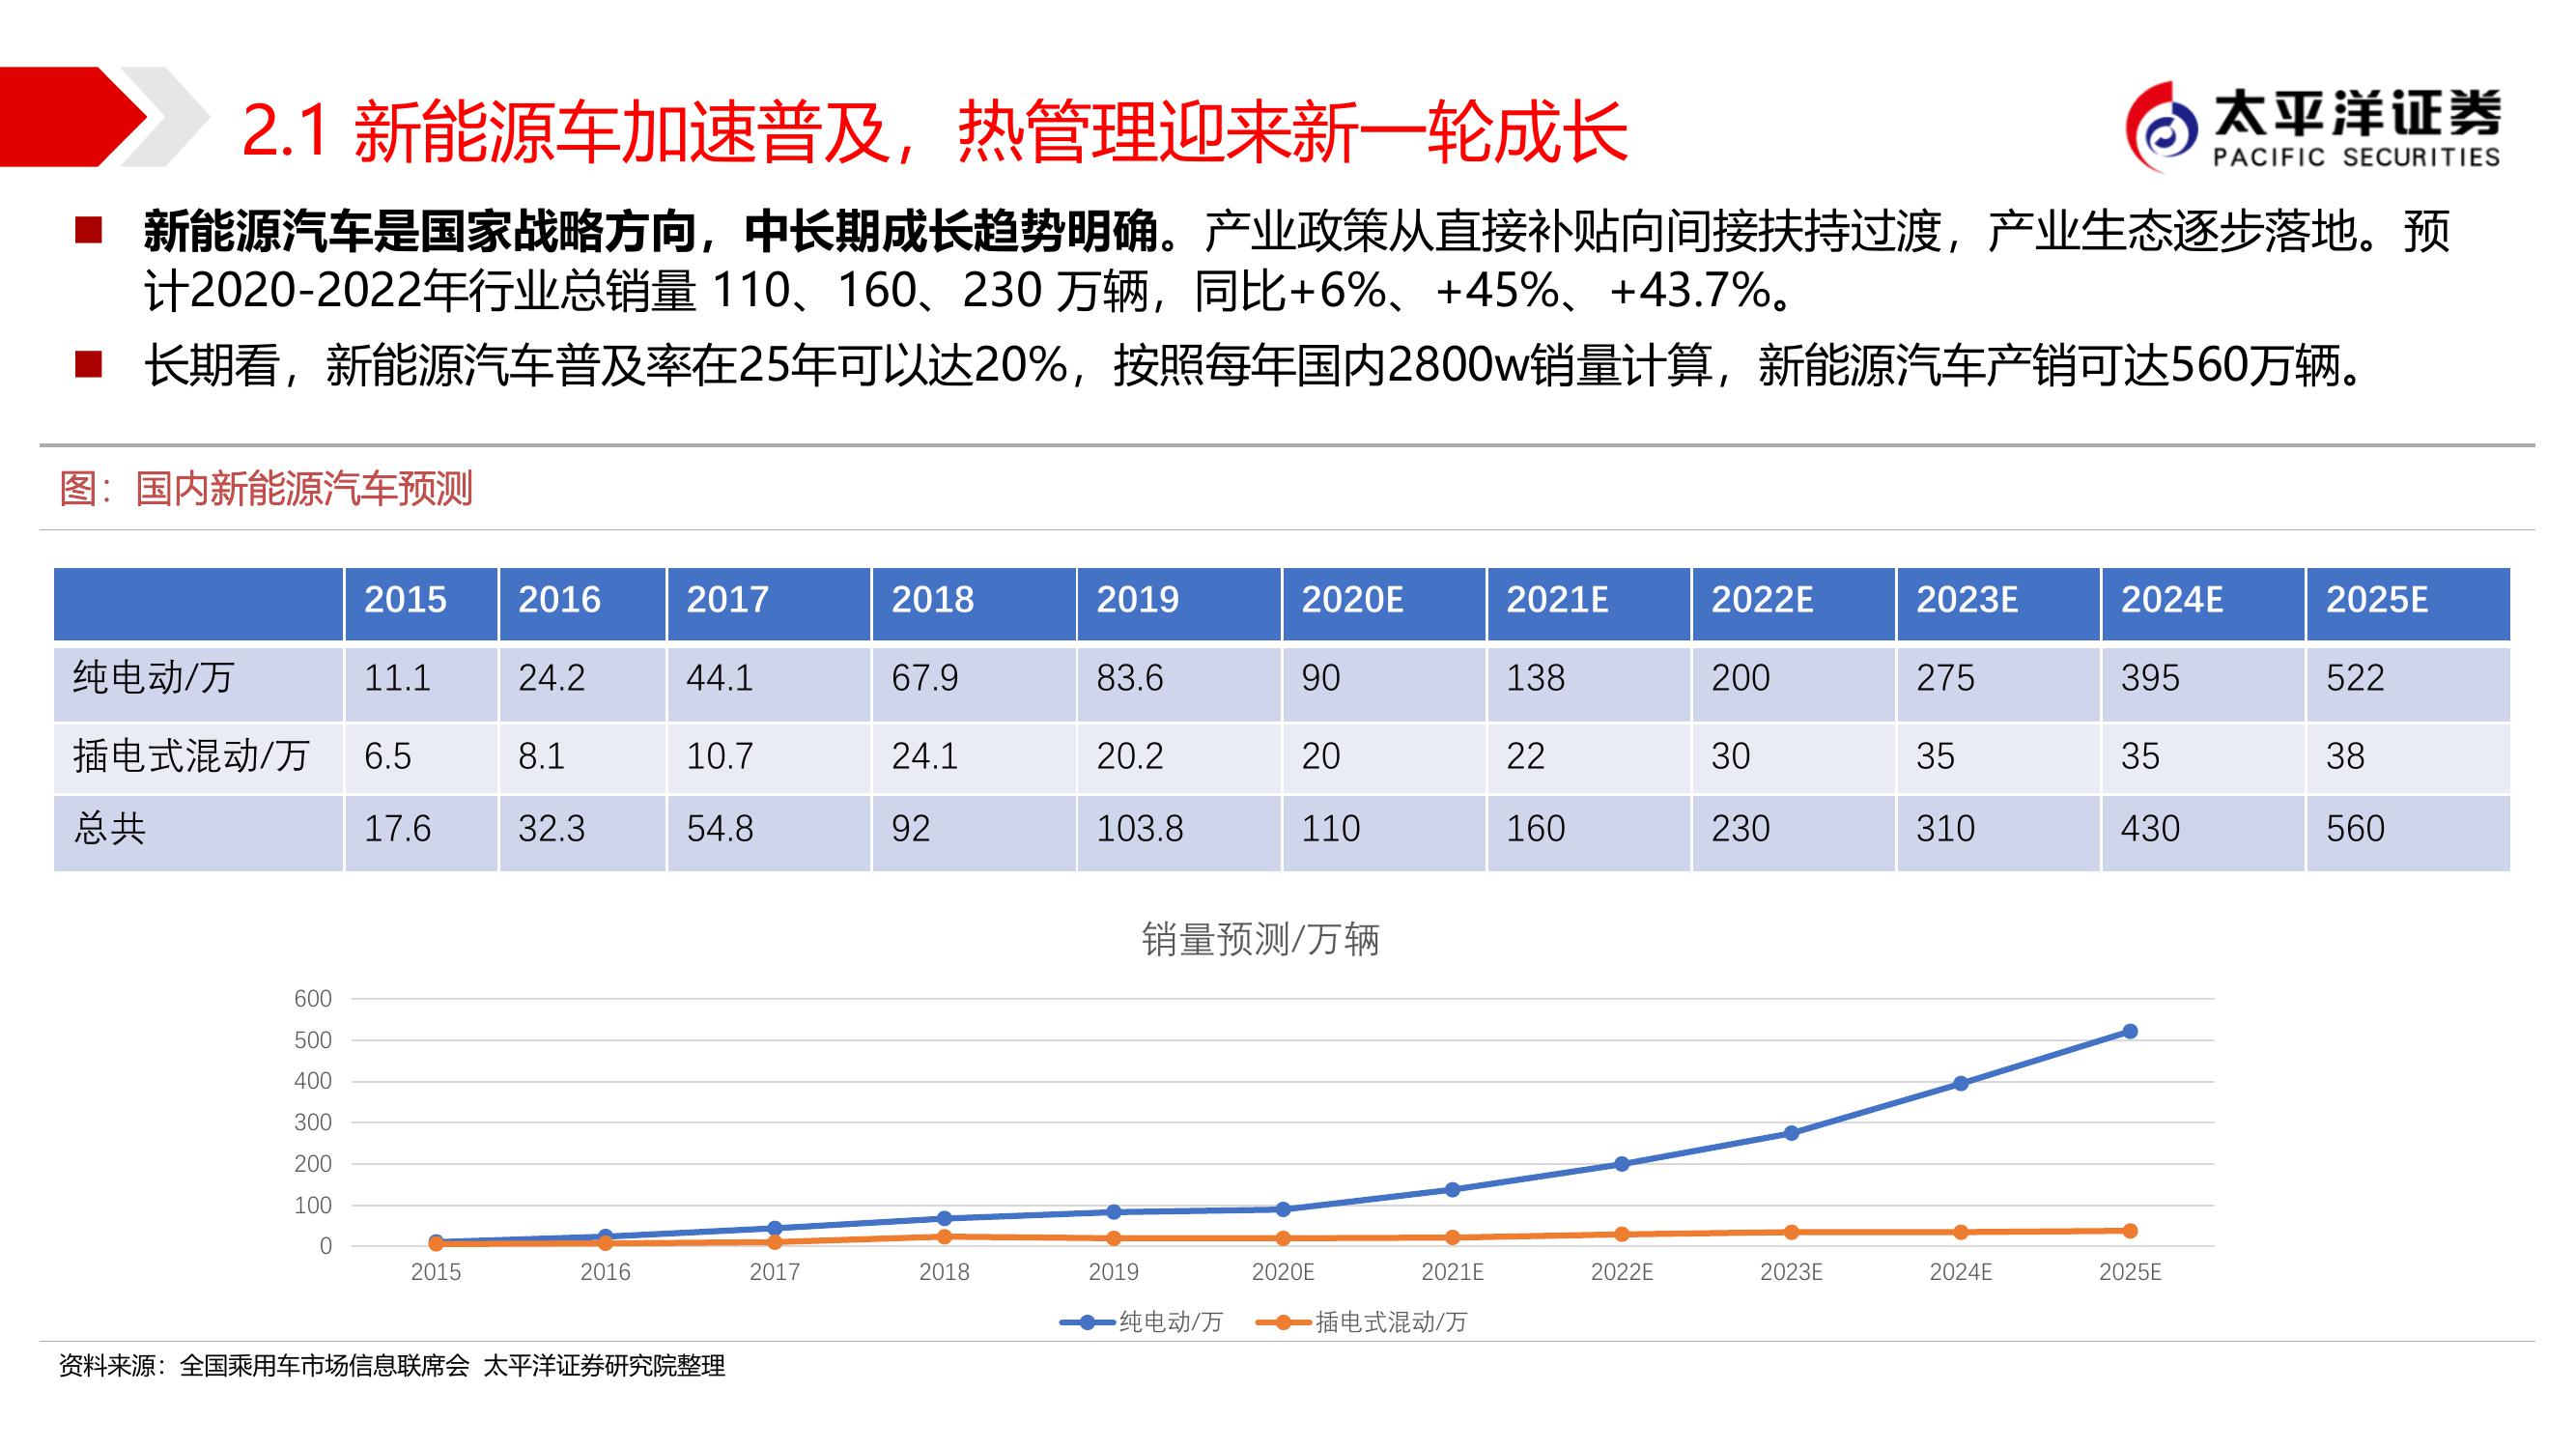 2.1 新能源车加速普及，热管理迎来新一轮成长
太平洋证券
PACIFIC SECURITIES
新能源汽车是国家战略方向，中长期成长趋势明确。产业政策从直接补贴向间接扶持过渡，产业生态逐步落地。预
计2020-2022年行业总销量 110、160、230 万辆，同比+6%、+45%、+43.7%。
长期看，新能源汽车普及率在25年可以达20%，按照每年国内2800w销量计算，新能源汽车产销可达560万辆。
图：国内新能源汽车预测
2015 2016 2017 2018 2019 2020E 2021E 2022E 2023E 2024E 2025E
纯电动/万 11.1 24.2 44.1 67.9 83.6 90 138 200 275 395 522
插电式混动/万 6.5 8.1 10.7 24.1 20.2 20 22 30 35 35 38
总共 17.6 32.3 54.8 92 103.8 110 160 230 310 430 560
销量预测/万辆
600
500
400
300
200
100
0
2015 2016 2017 2018 2019 2020E 2021E 2022E 2023E 2024E 2025E
纯电动/万 插电式混动/万
资料来源：全国乘用车市场信息联席会 太平洋证券研究院整理